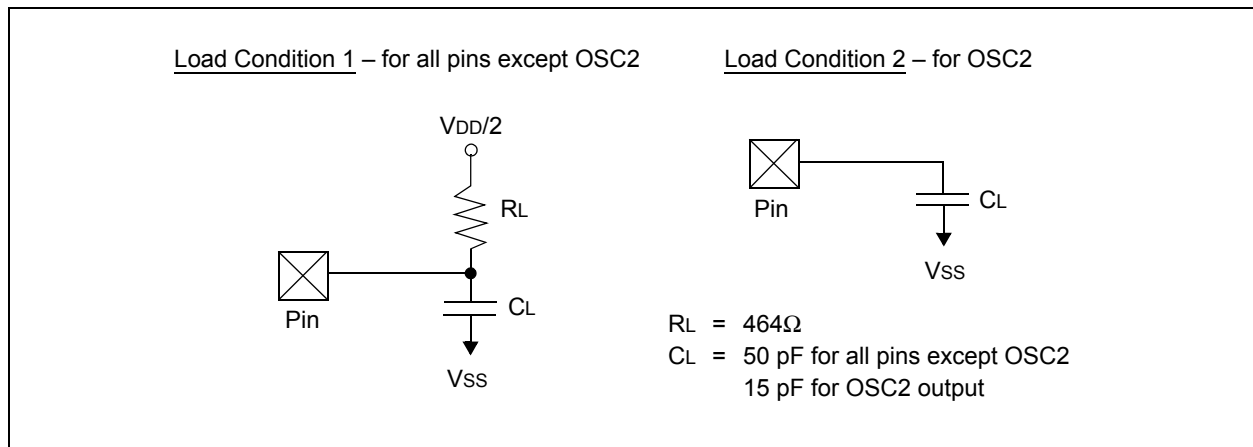 Load Condition 1 – for all pins except OSC2
VDD/2
RL
Pin
CL
VSS
Load Condition 2 – for OSC2
Pin
CL
VSS
RL = 464Ω
CL = 50 pF for all pins except OSC2
15 pF for OSC2 output